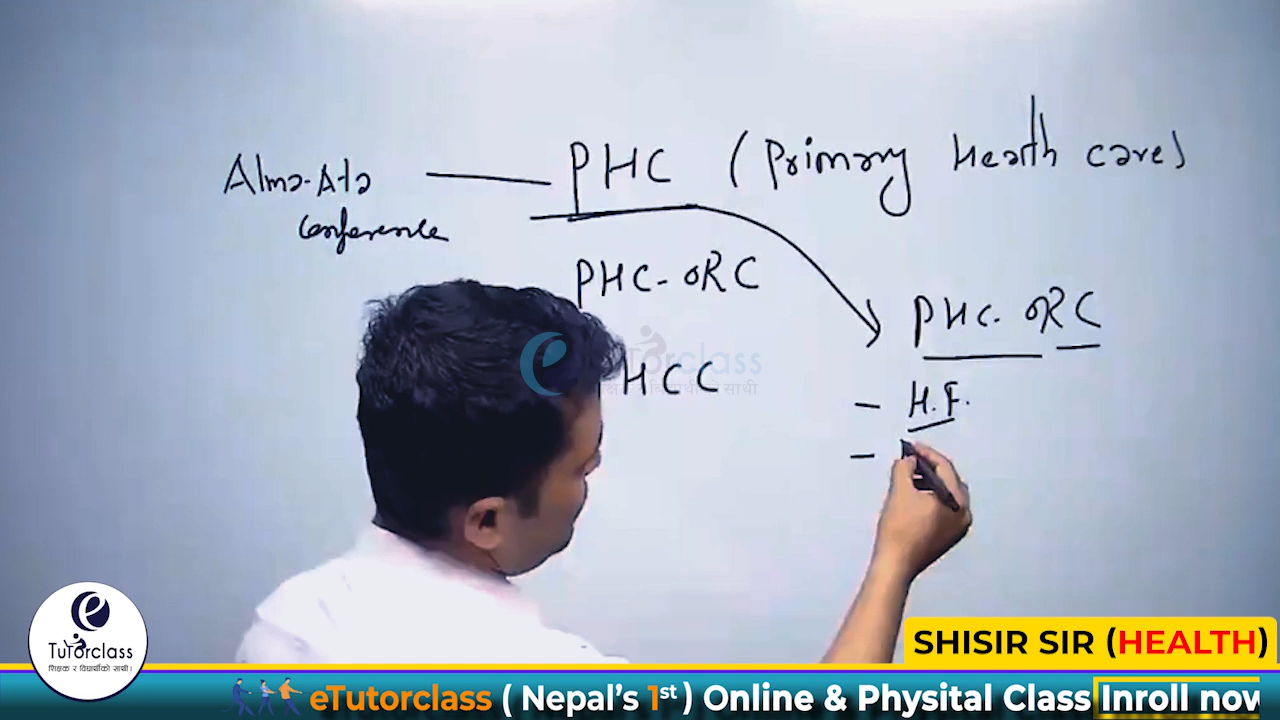 Alma-Ata — PHC (Primary Health Care)
Conference
PHC-ORC
PHC-ORC
HCC
- H.F.
-
eTutorclass
Tutorclass
शिक्षक र विद्यार्थीको साथी।
SHISIR SIR (HEALTH)
eTutorclass ( Nepal's 1st ) Online & Physital Class Inroll now